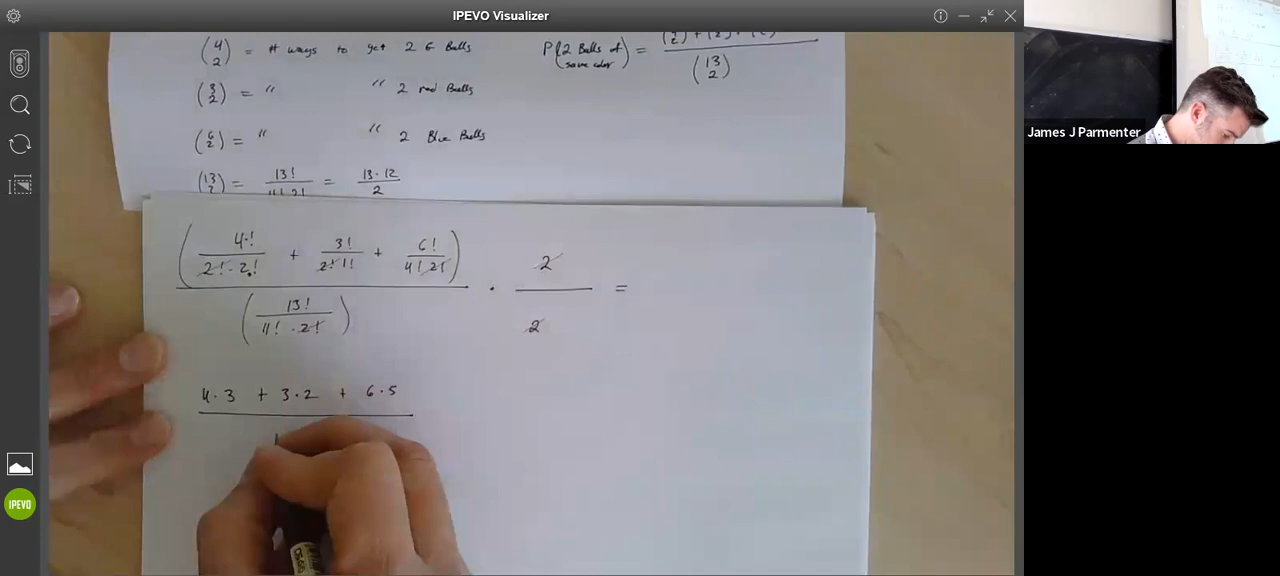 IPEVO Visualizer
James J Parmenter
(4 2) = # ways to get 2 G Balls
P(2 Balls of same color) = / (13 2)
(3 2) = " " 2 red Balls
(6 2) = " " 2 Blue Balls
(13 2) = 13! / 11! 2! = 13·12 / 2
(4! / 2!·2! + 3! / 2! 1! + 6! / 4! 2!) / (13! / 11!·2!) · 2 / 2 =
4·3 + 3·2 + 6·5
IPEVO